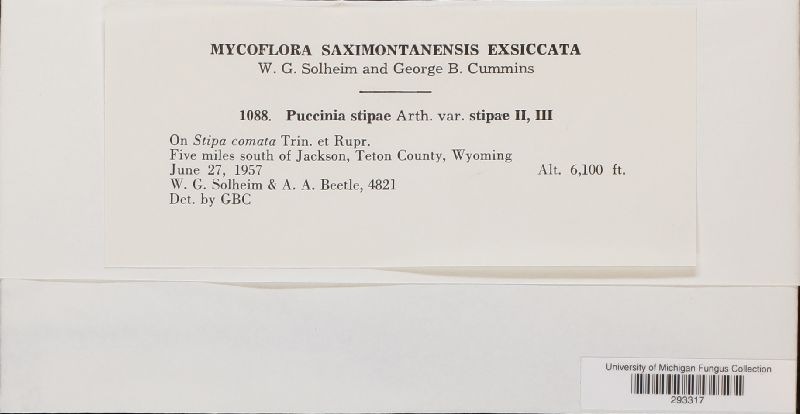 MYCOFLORA SAXIMONTANENSIS EXSICCATA
W. G. Solheim and George B. Cummins
1088. Puccinia stipae Arth. var. stipae II, III
On Stipa comata Trin. et Rupr.
Five miles south of Jackson, Teton County, Wyoming
June 27, 1957 Alt. 6,100 ft.
W. G. Solheim & A. A. Beetle, 4821
Det. by GBC
University of Michigan Fungus Collection
293317